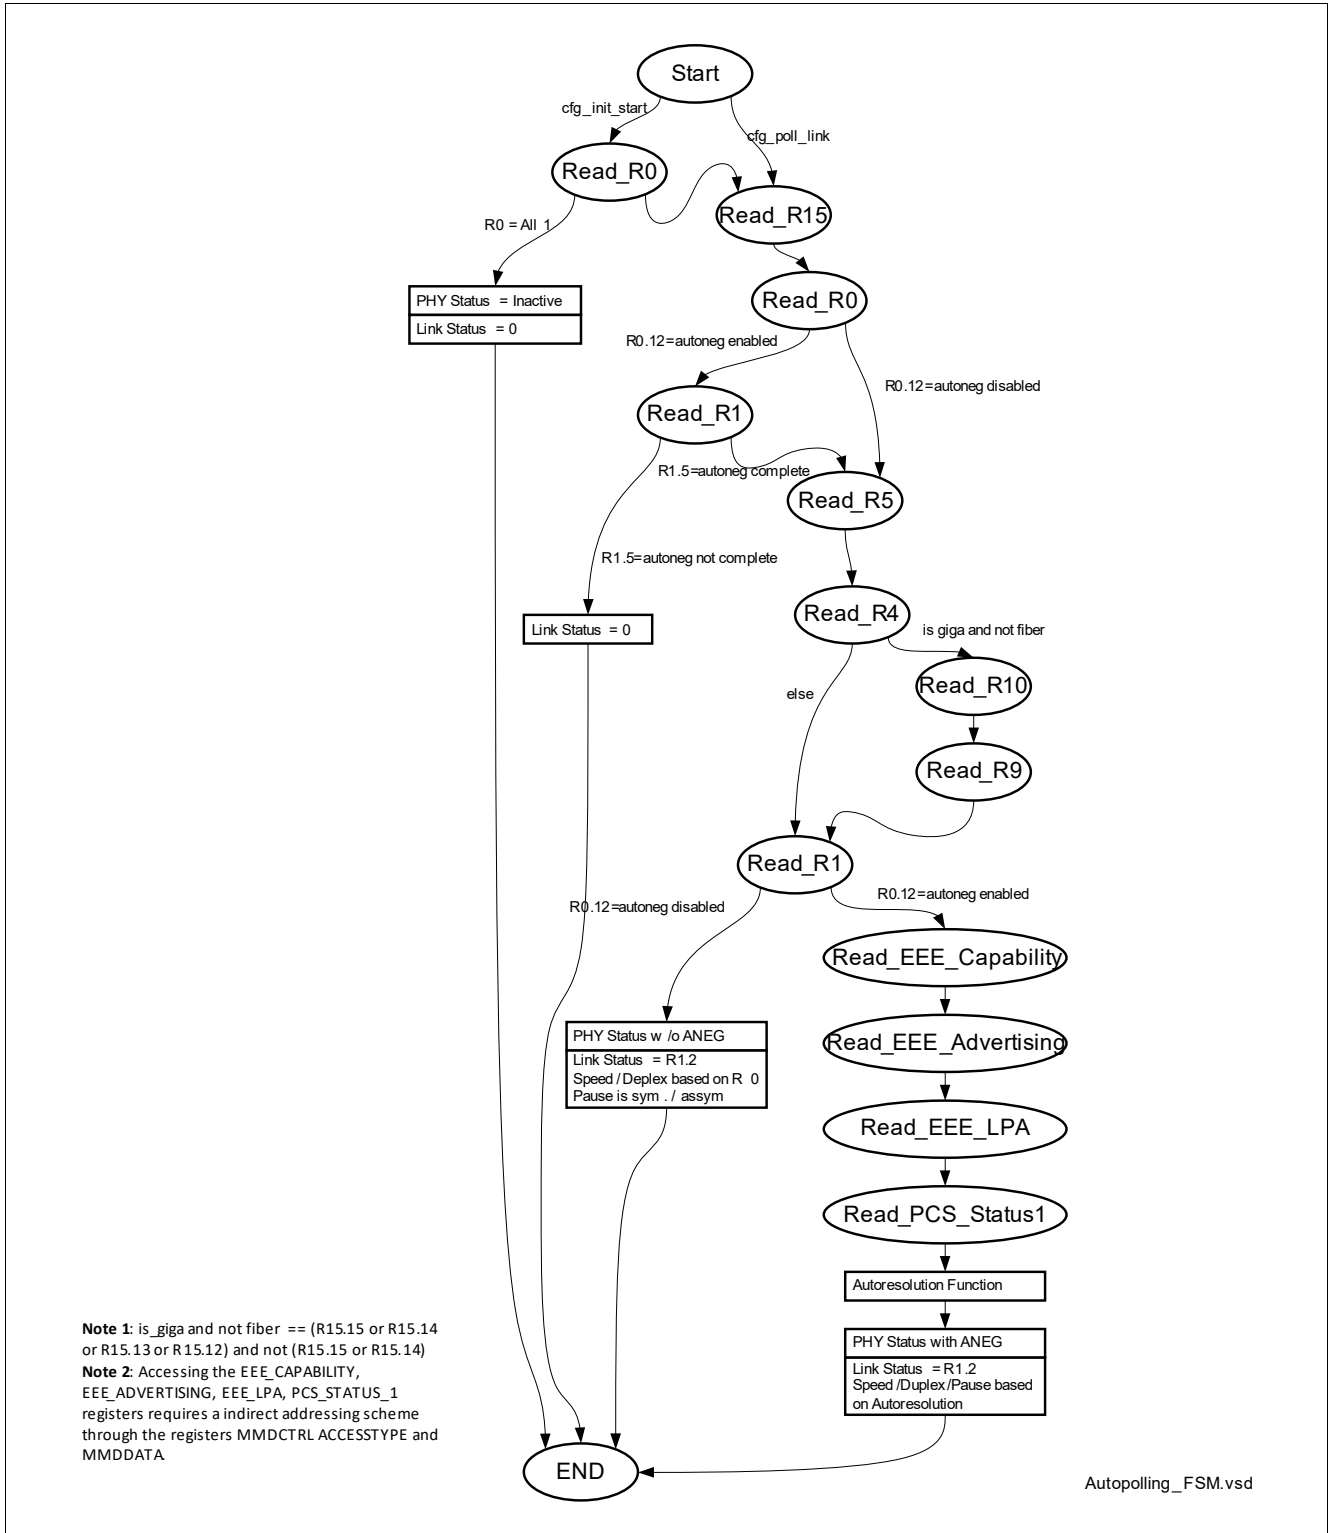 Start
cfg_init_start
cfg_poll_link
Read_R0
Read_R15
R0 = All 1
PHY Status = Inactive
Link Status = 0
Read_R0
R0.12=autoneg enabled
R0.12=autoneg disabled
Read_R1
R1.5=autoneg complete
Read_R5
R1.5=autoneg not complete
Link Status = 0
Read_R4
is giga and not fiber
Read_R10
else
Read_R9
Read_R1
R0.12=autoneg disabled
R0.12=autoneg enabled
Read_EEE_Capability
PHY Status w /o ANEG
Link Status = R1.2
Speed /Deplex based on R 0
Pause is sym . / assym
Read_EEE_Advertising
Read_EEE_LPA
Read_PCS_Status1
Autoresolution Function
PHY Status with ANEG
Link Status = R1.2
Speed /Duplex /Pause based
on Autoresolution
Note 1: is_giga and not fiber == (R15.15 or R15.14
or R15.13 or R15.12) and not (R15.15 or R15.14)
Note 2: Accessing the EEE_CAPABILITY,
EEE_ADVERTISING, EEE_LPA, PCS_STATUS_1
registers requires a indirect addressing scheme
through the registers MMDCTRL ACCESSTYPE and
MMDDATA.
END
Autopolling_FSM.vsd